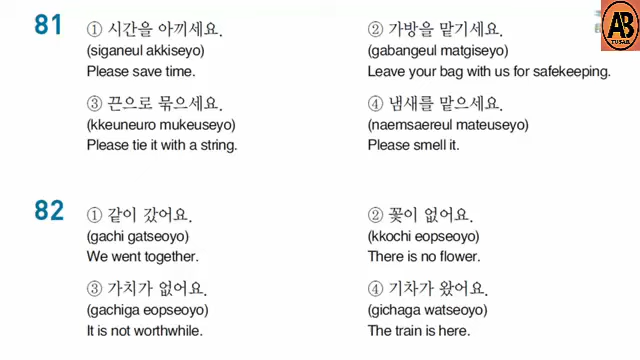 81
① 시간을 아끼세요.
(siganeul akkiseyo)
Please save time.
② 가방을 맡기세요.
(gabangeul matgiseyo)
Leave your bag with us for safekeeping.
③ 끈으로 묶으세요.
(kkeuneuro mukeuseyo)
Please tie it with a string.
④ 냄새를 맡으세요.
(naemsaereul mateuseyo)
Please smell it.
82
① 같이 갔어요.
(gachi gatseoyo)
We went together.
② 꽃이 없어요.
(kkochi eopseoyo)
There is no flower.
③ 가치가 없어요.
(gachiga eopseoyo)
It is not worthwhile.
④ 기차가 왔어요.
(gichaga watseoyo)
The train is here.
AB
TUSAR